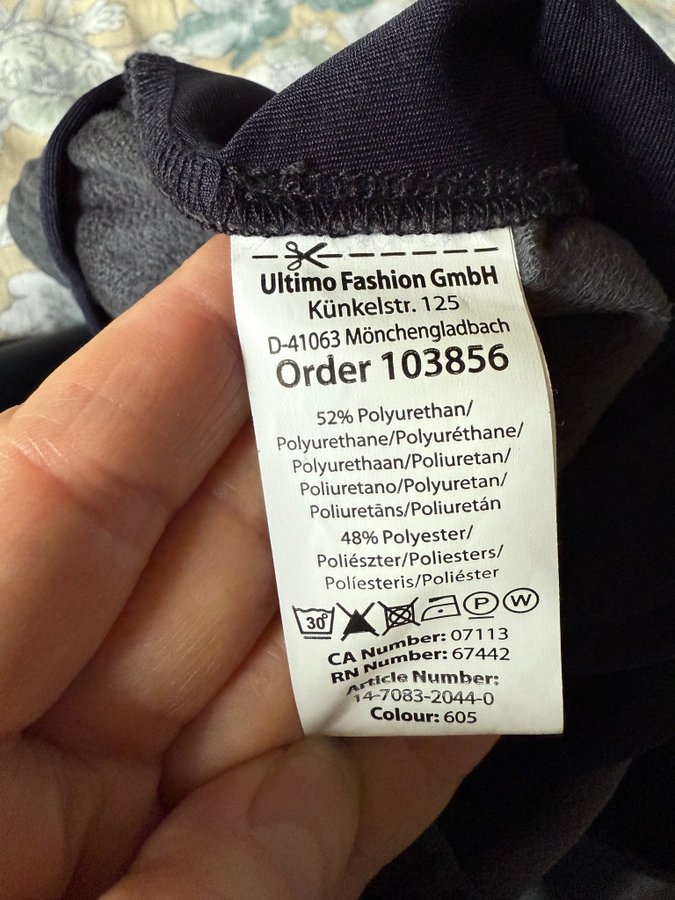 Ultimo Fashion GmbH
Künkelstr. 125
D-41063 Mönchengladbach
Order 103856
52% Polyurethan/
Polyurethane/Polyuréthane/
Polyurethaan/Poliuretan/
Poliuretano/Polyuretan/
Poliuretāns/Poliuretán
48% Polyester/
Poliészter/Poliesters/
Políesteris/Poliéster
30° P W
CA Number: 07113
RN Number: 67442
Article Number:
14-7083-2044-0
Colour: 605